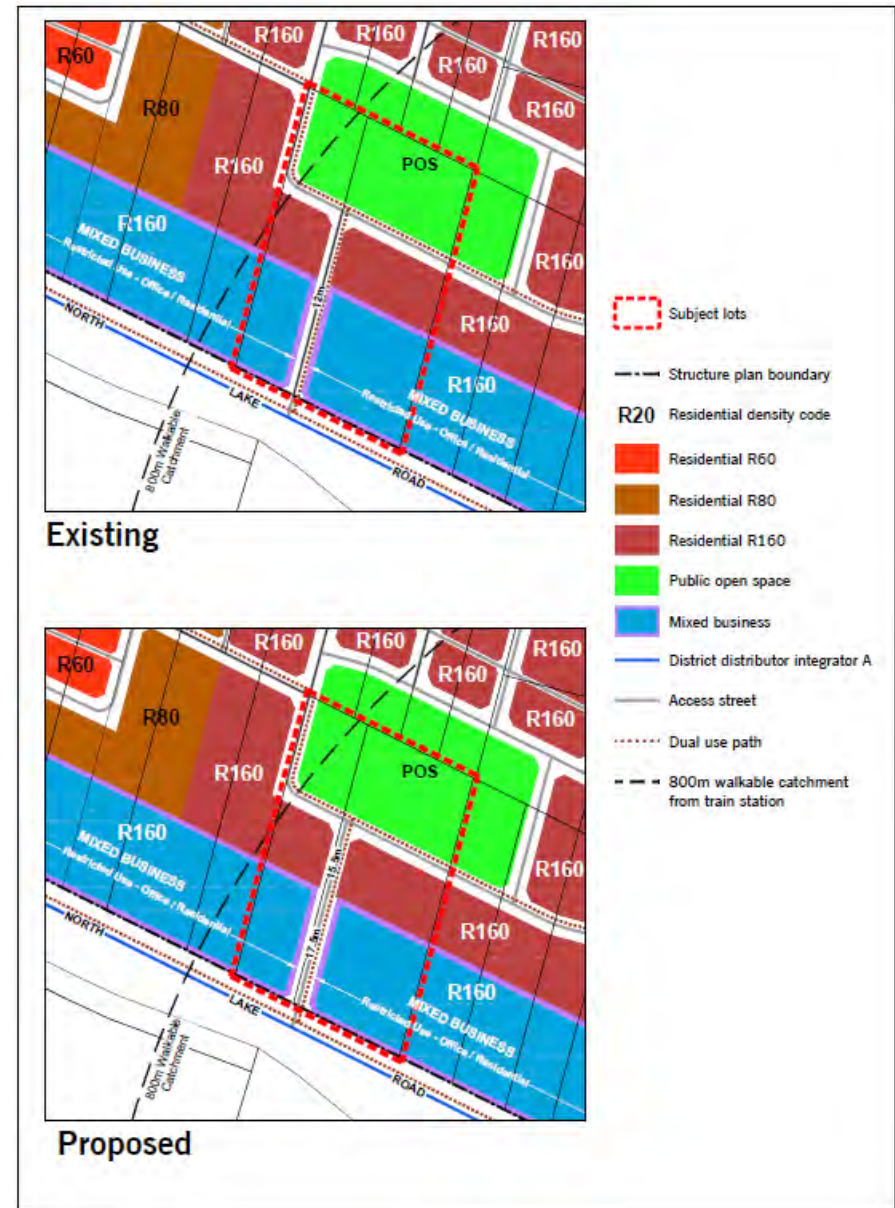 R160
R160
R160
R60
R160
R80
R160
R160
POS
R160
R160
MIXED BUSINESS
Restricted Use - Office / Residential
12m
R160
R160
MIXED BUSINESS
Restricted Use - Office / Residential
NORTH
LAKE
ROAD
800m Walkable
Catchment
Existing
Subject lots
Structure plan boundary
R20 Residential density code
Residential R60
Residential R80
Residential R160
Public open space
Mixed business
District distributor integrator A
Access street
Dual use path
800m walkable catchment
from train station
R160
R160
R160
R60
R160
R80
R160
R160
POS
R160
R160
MIXED BUSINESS
Restricted Use - Office / Residential
15.5m
17.5m
R160
R160
MIXED BUSINESS
Restricted Use - Office / Residential
NORTH
LAKE
ROAD
800m Walkable
Catchment
Proposed